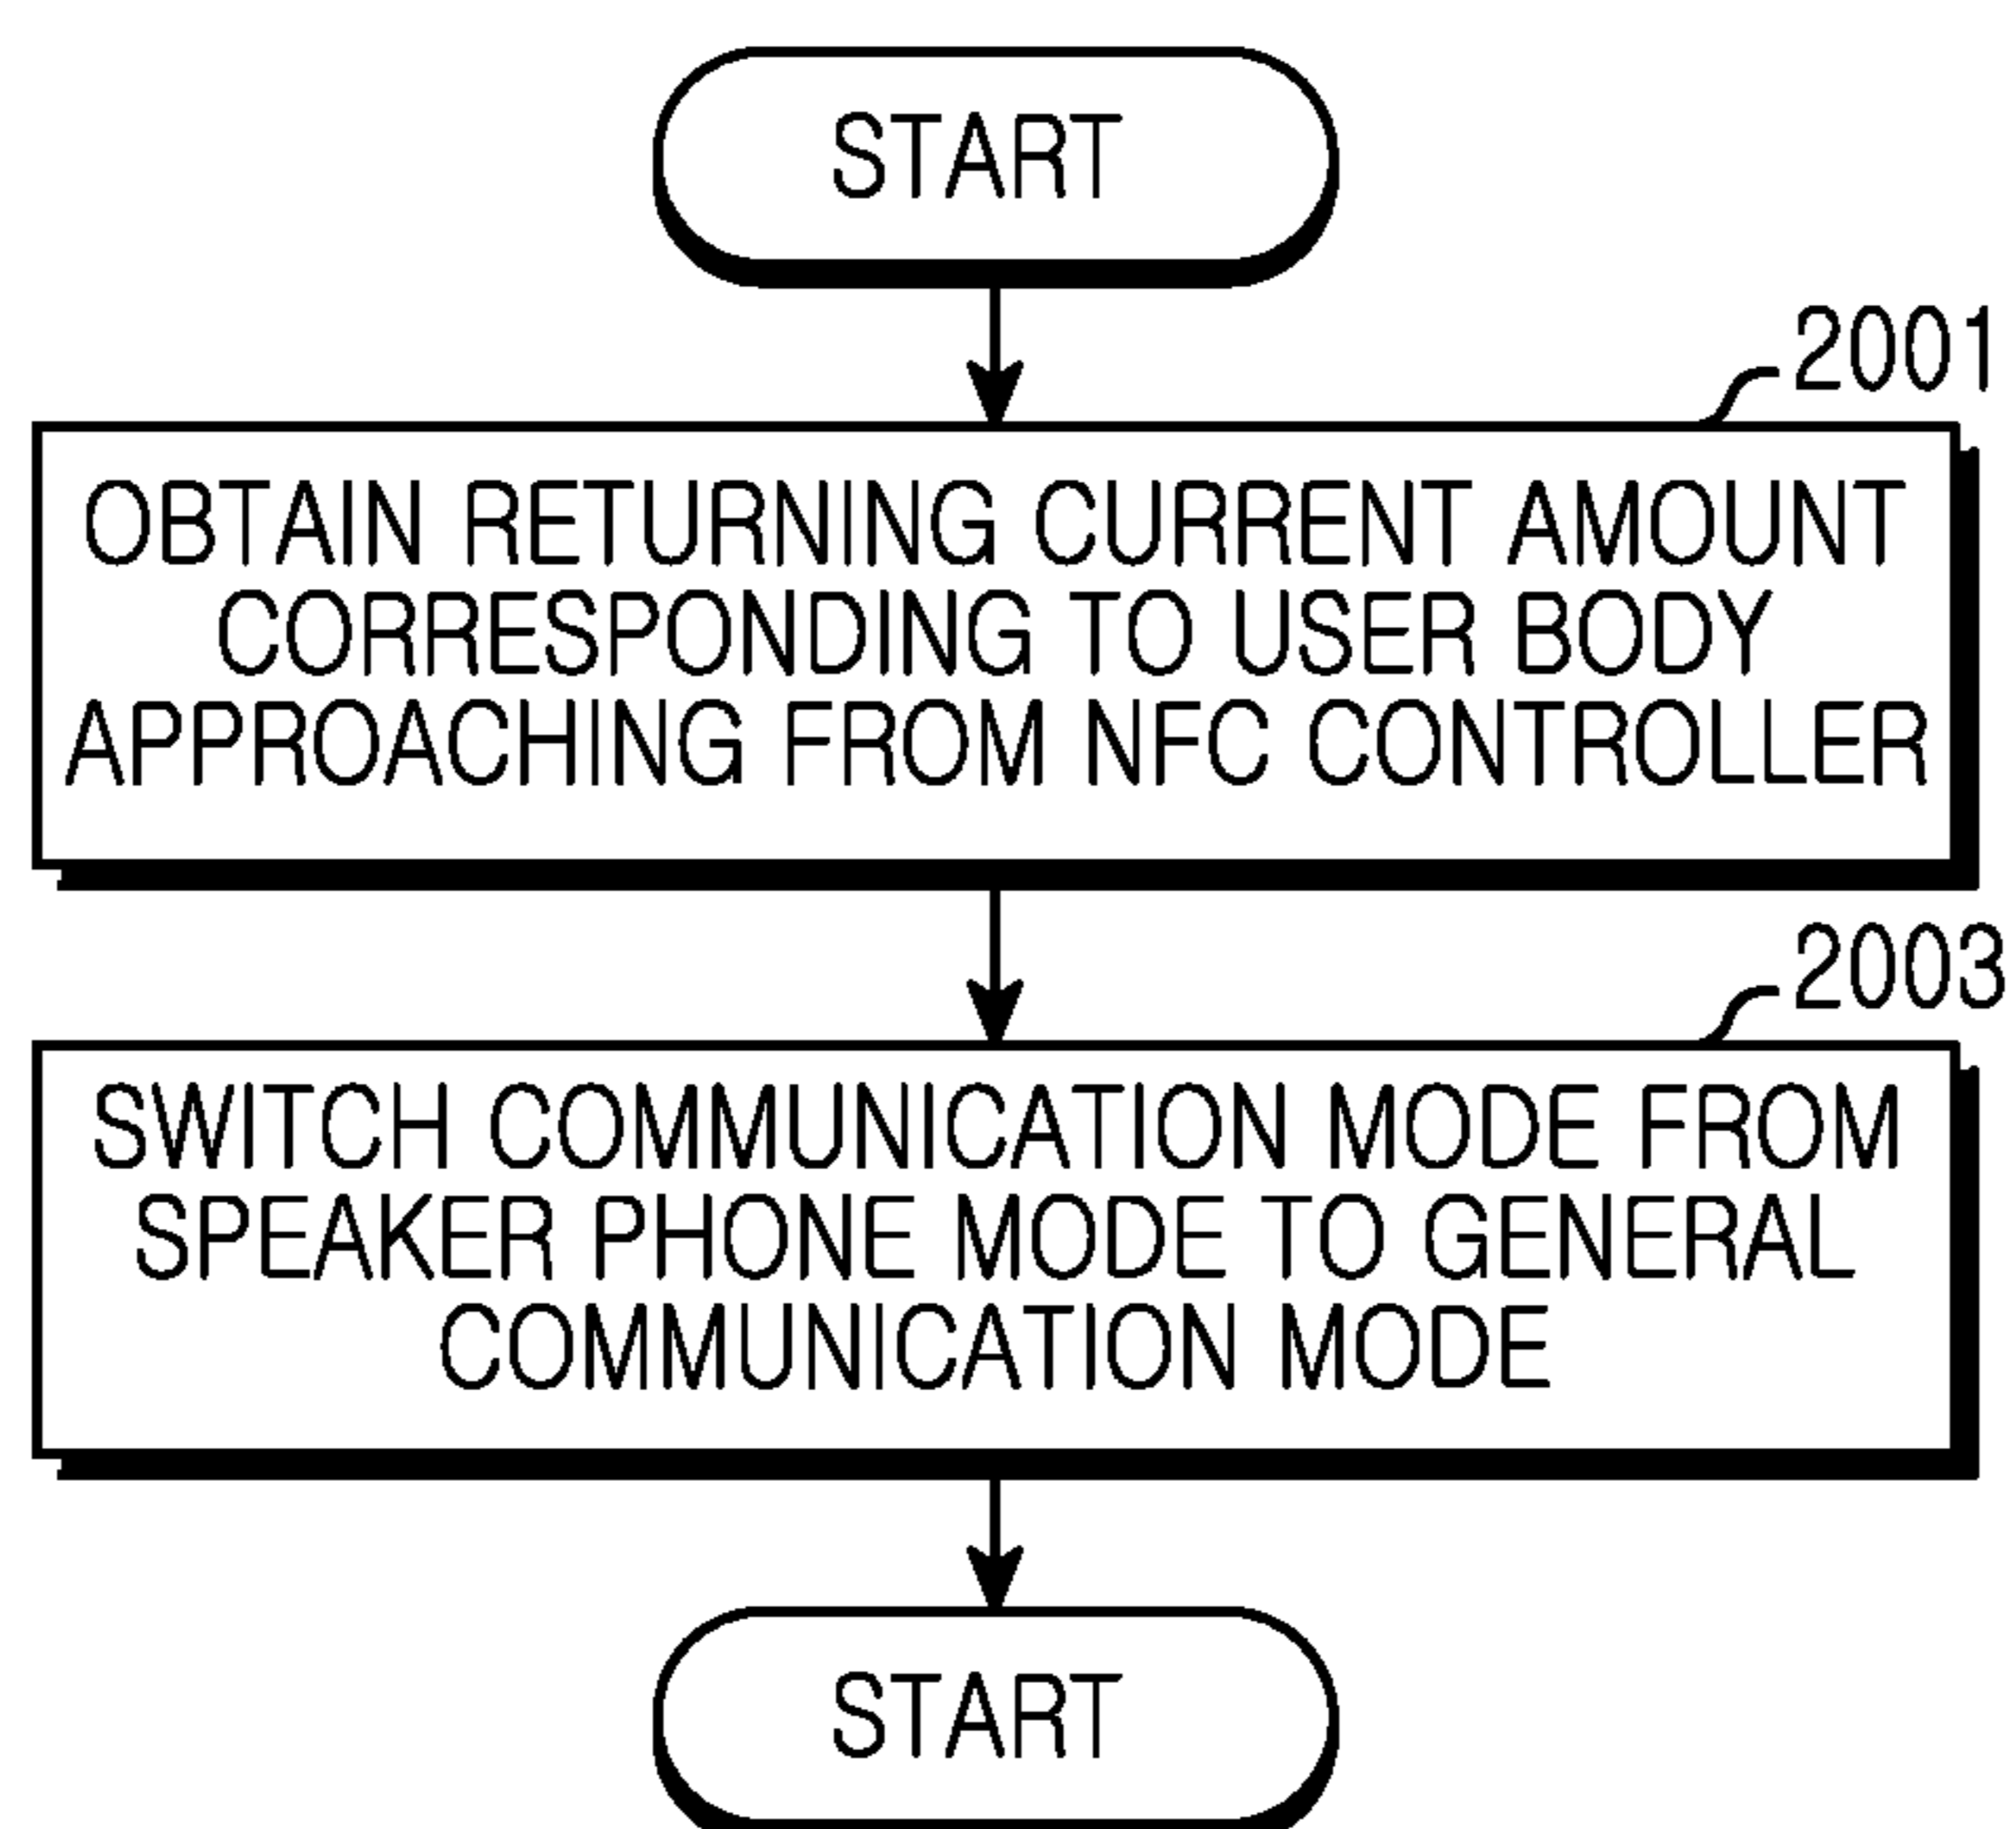 START
2001
OBTAIN RETURNING CURRENT AMOUNT
CORRESPONDING TO USER BODY
APPROACHING FROM NFC CONTROLLER
2003
SWITCH COMMUNICATION MODE FROM
SPEAKER PHONE MODE TO GENERAL
COMMUNICATION MODE
START